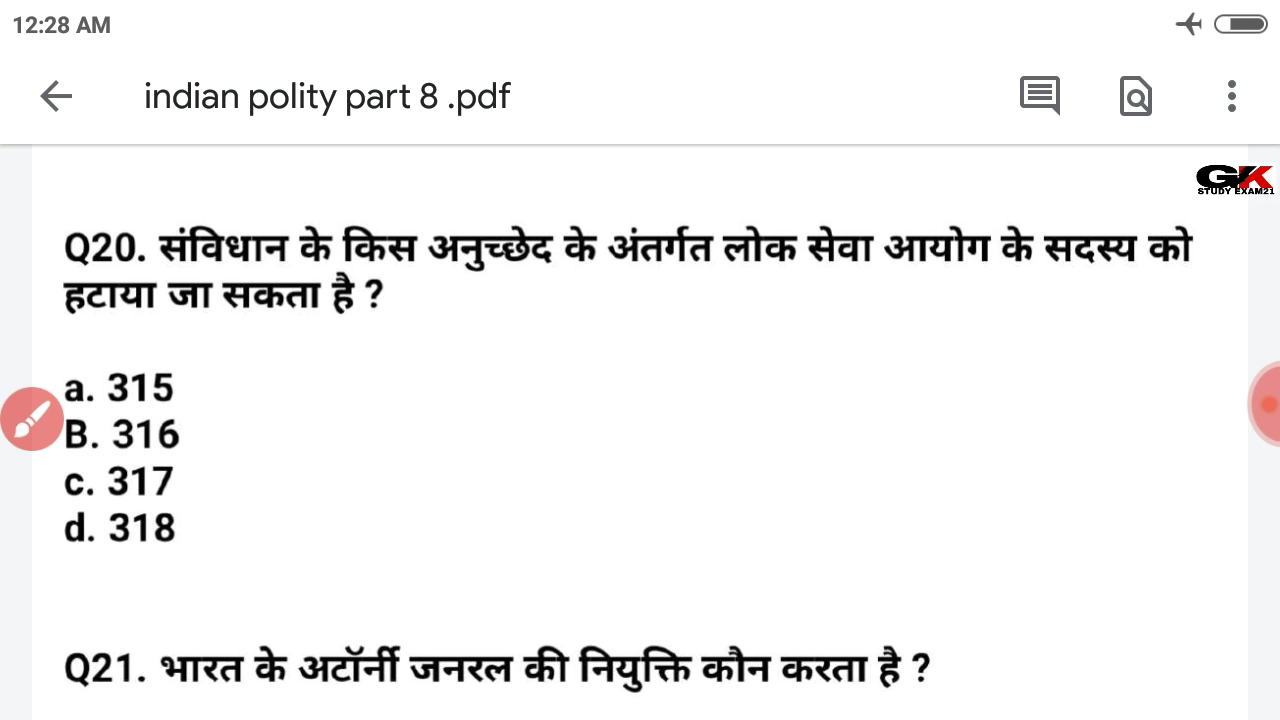 12:28 AM
indian polity part 8 .pdf
GK
STUDY EXAM21
Q20. संविधान के किस अनुच्छेद के अंतर्गत लोक सेवा आयोग के सदस्य को
हटाया जा सकता है ?
a. 315
B. 316
c. 317
d. 318
Q21. भारत के अटॉर्नी जनरल की नियुक्ति कौन करता है ?